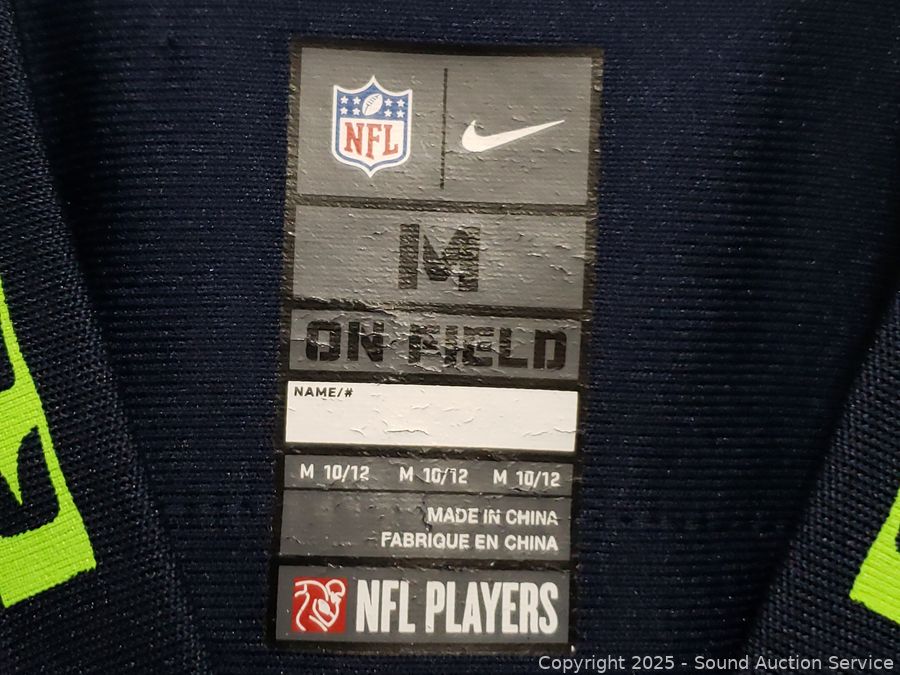 NFL
M
ON FIELD
NAME/#
M 10/12 M 10/12 M 10/12
MADE IN CHINA
FABRIQUE EN CHINA
NFL PLAYERS
Copyright 2025 - Sound Auction Service